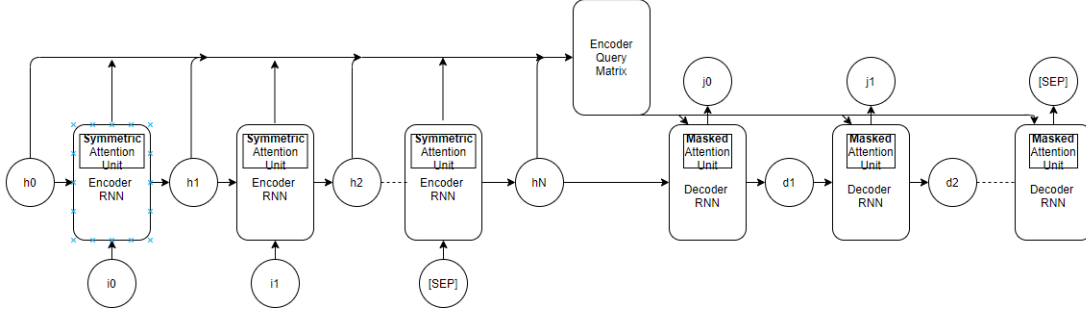 Encoder
Query
Matrix
j0
j1
[SEP]
Symmetric
Attention
Unit
Encoder
RNN
Symmetric
Attention
Unit
Encoder
RNN
Symmetric
Attention
Unit
Encoder
RNN
Masked
Attention
Unit
Decoder
RNN
Masked
Attention
Unit
Decoder
RNN
Masked
Attention
Unit
Decoder
RNN
h0
h1
h2
hN
d1
d2
i0
i1
[SEP]